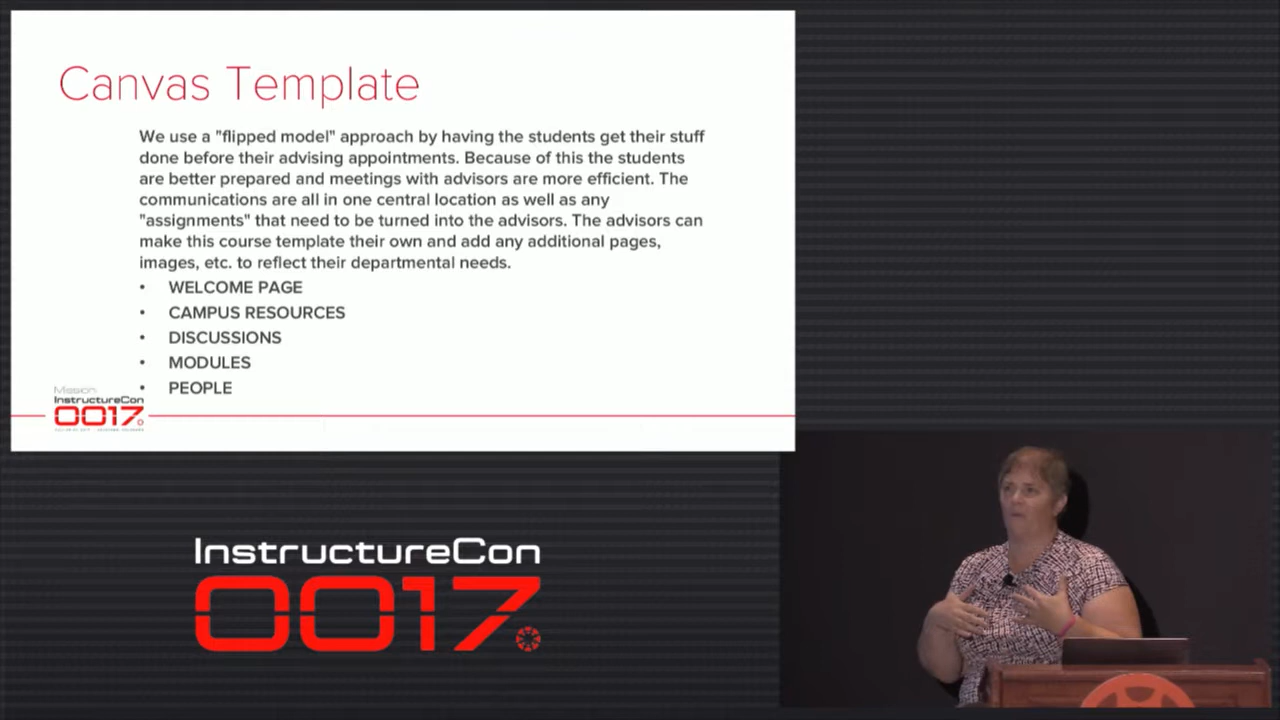 Canvas Template
We use a "flipped model" approach by having the students get their stuff
done before their advising appointments. Because of this the students
are better prepared and meetings with advisors are more efficient. The
communications are all in one central location as well as any
"assignments" that need to be turned into the advisors. The advisors can
make this course template their own and add any additional pages,
images, etc. to reflect their departmental needs.
• WELCOME PAGE
• CAMPUS RESOURCES
• DISCUSSIONS
• MODULES
• PEOPLE
Mission:
InstructureCon
0017
InstructureCon
0017